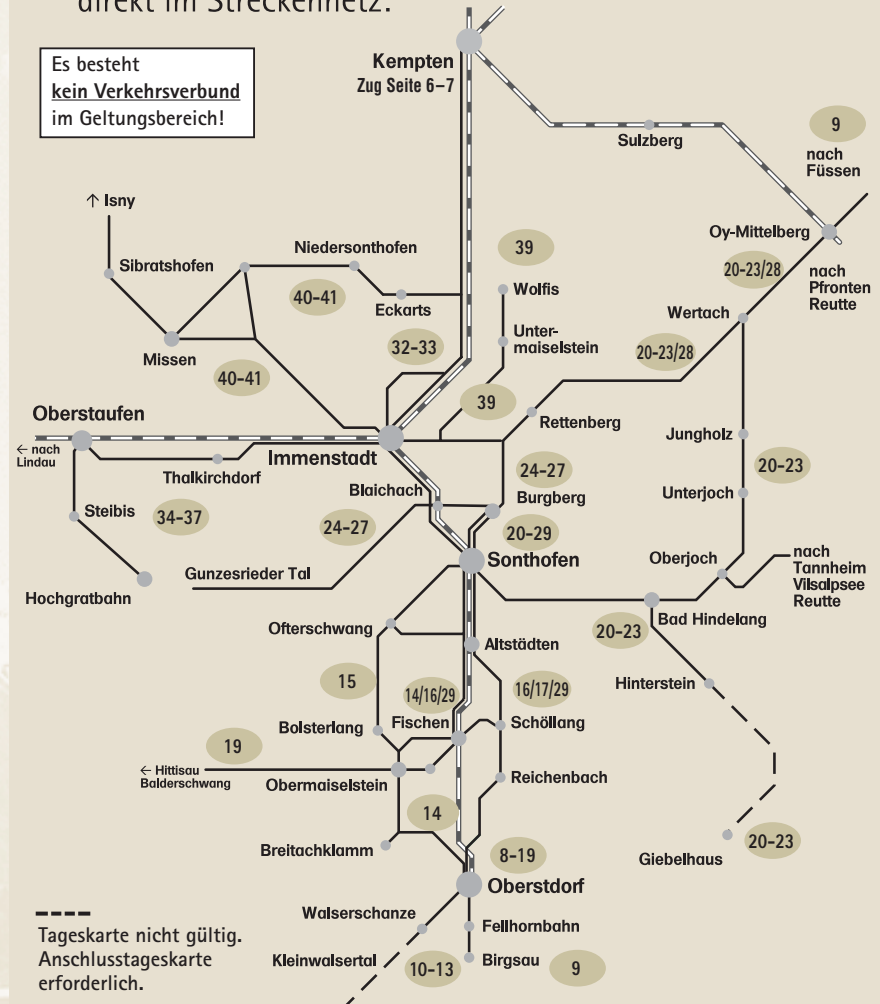 direkt im Streckennetz.
Es besteht
kein Verkehrsverbund
im Geltungsbereich!
Kempten
Zug Seite 6–7
Sulzberg
9
nach
Füssen
↑ Isny
Oy-Mittelberg
Niedersonthofen
39
20-23/28
Sibratshofen
nach
Pfronten
Reutte
40-41
Wolfis
Eckarts
Wertach
Unter-
maiselstein
32-33
20-23/28
Missen
40-41
39
Oberstaufen
Rettenberg
← nach
Lindau
Immenstadt
Jungholz
Thalkirchdorf
24-27
20-23
Blaichach
Burgberg
Unterjoch
Steibis
34-37
24-27
20-29
Sonthofen
Oberjoch
nach
Tannheim
Vilsalpsee
Reutte
Gunzesrieder Tal
Hochgratbahn
Bad Hindelang
Ofterschwang
20-23
Altstädten
Hinterstein
15
14/16/29
16/17/29
Bolsterlang
Fischen
Schöllang
19
← Hittisau
Balderschwang
Obermaiselstein
Reichenbach
14
20-23
Breitachklamm
8-19
Giebelhaus
Oberstdorf
Walserschanze
Fellhornbahn
Kleinwalsertal
10-13
Birgsau
9
Tageskarte nicht gültig.
Anschlusstageskarte
erforderlich.